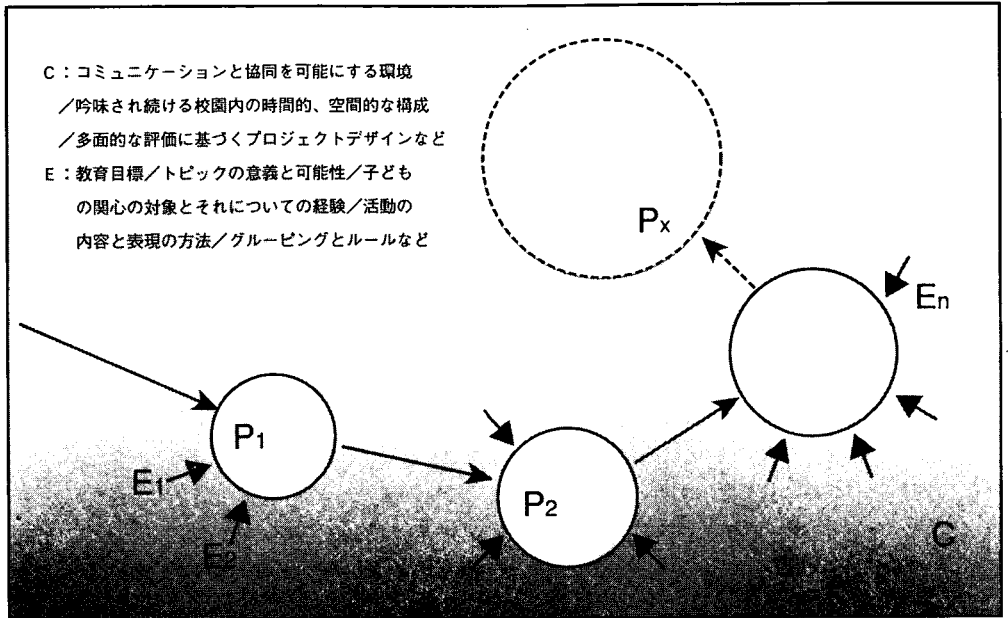 C：コミュニケーションと協同を可能にする環境
／吟味され続ける校園内の時間的、空間的な構成
／多面的な評価に基づくプロジェクトデザインなど
E：教育目標／トピックの意義と可能性／子ども
の関心の対象とそれについての経験／活動の
内容と表現の方法／グルーピングとルールなど
Px
En
P1
E1
P2
E2
C